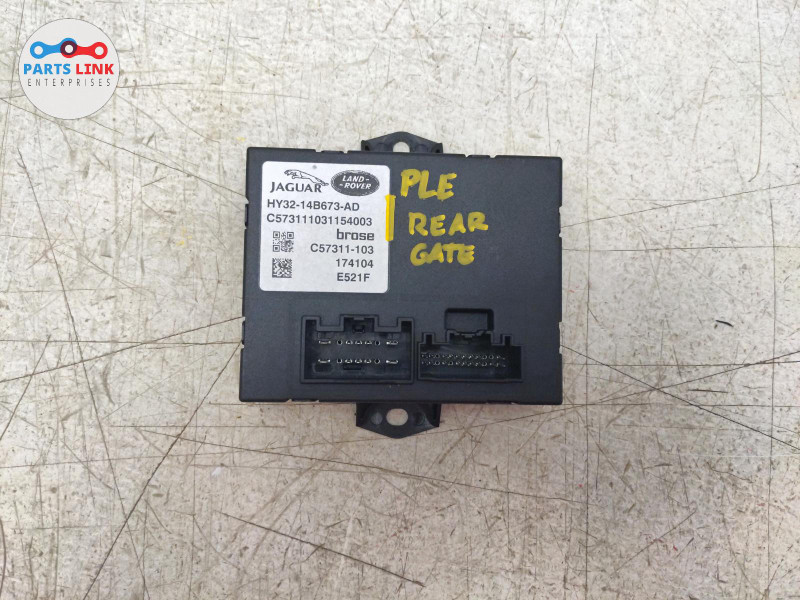 PARTS LINK
ENTERPRISES
JAGUAR
LAND-
-ROVER
HY32-14B673-AD
C573111031154003
brose
C57311-103
174104
E521F
PLE
REAR
GATE